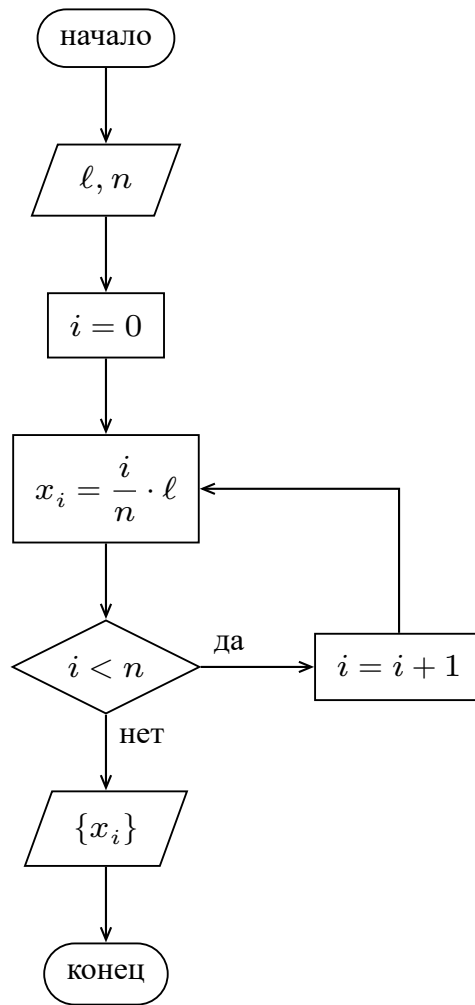 начало
ℓ, n
i = 0
x_i = i/n · ℓ
i < n
да
i = i + 1
нет
{x_i}
конец